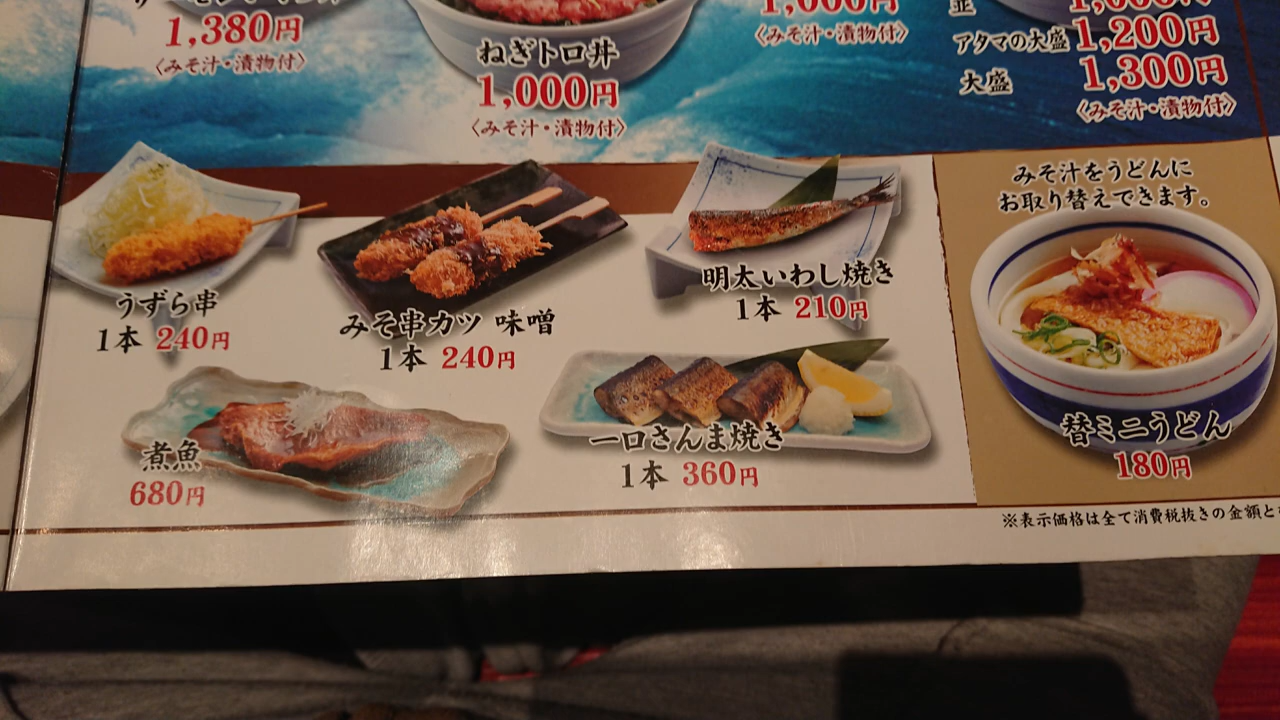 1,380円
〈みそ汁・漬物付〉
ねぎトロ丼
1,000円
〈みそ汁・漬物付〉
1,000円
〈みそ汁・漬物付〉
並 1,000円
アタマの大盛 1,200円
大盛 1,300円
〈みそ汁・漬物付〉
うずら串
1本 240円
みそ串カツ 味噌
1本 240円
明太いわし焼き
1本 210円
煮魚
680円
一口さんま焼き
1本 360円
みそ汁をうどんに
お取り替えできます。
替ミニうどん
180円
※表示価格は全て消費税抜きの金額と